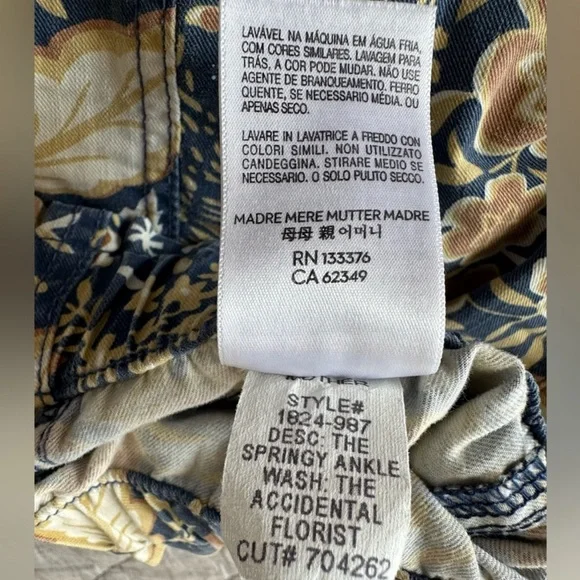 LAVÁVEL NA MÁQUINA EM ÁGUA FRIA,
COM CORES SIMILARES. LAVAGEM PARA
TRÁS, A COR PODE MUDAR. NÃO USE
AGENTE DE BRANQUEAMENTO. FERRO
QUENTE, SE NECESSARIO MÉDIA. OU
APENAS SECO.
LAVARE IN LAVATRICE A FREDDO CON
COLORI SIMILI. NON UTILIZZATO
CANDEGGINA. STIRARE MEDIO SE
NECESSARIO. O SOLO PULITO SECCO.
MADRE MERE MUTTER MADRE
母母 親 어머니
RN 133376
CA 62349
MOTHER
STYLE#
1824-987
DESC: THE
SPRINGY ANKLE
WASH: THE
ACCIDENTAL
FLORIST
CUT# 704262